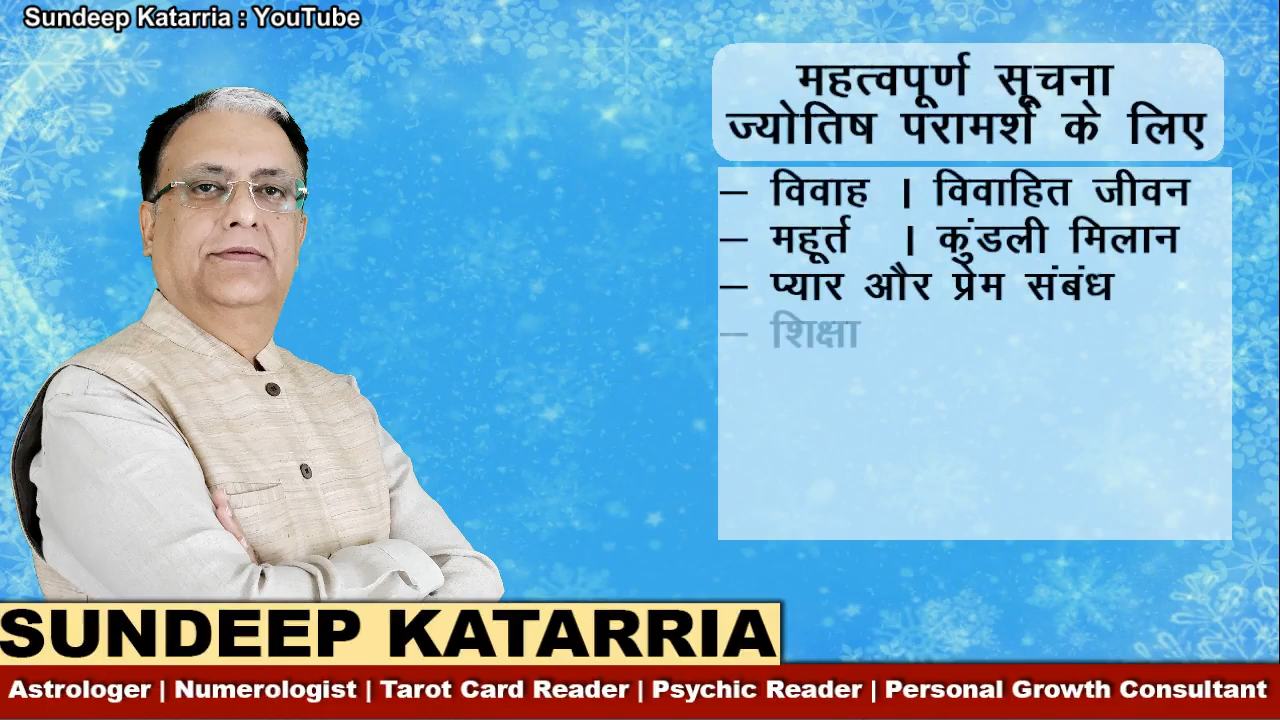 Sundeep Katarria : YouTube
महत्वपूर्ण सूचना
ज्योतिष परामर्श के लिए
– विवाह । विवाहित जीवन
– महूर्त । कुंडली मिलान
– प्यार और प्रेम संबंध
– शिक्षा
SUNDEEP KATARRIA
Astrologer | Numerologist | Tarot Card Reader | Psychic Reader | Personal Growth Consultant